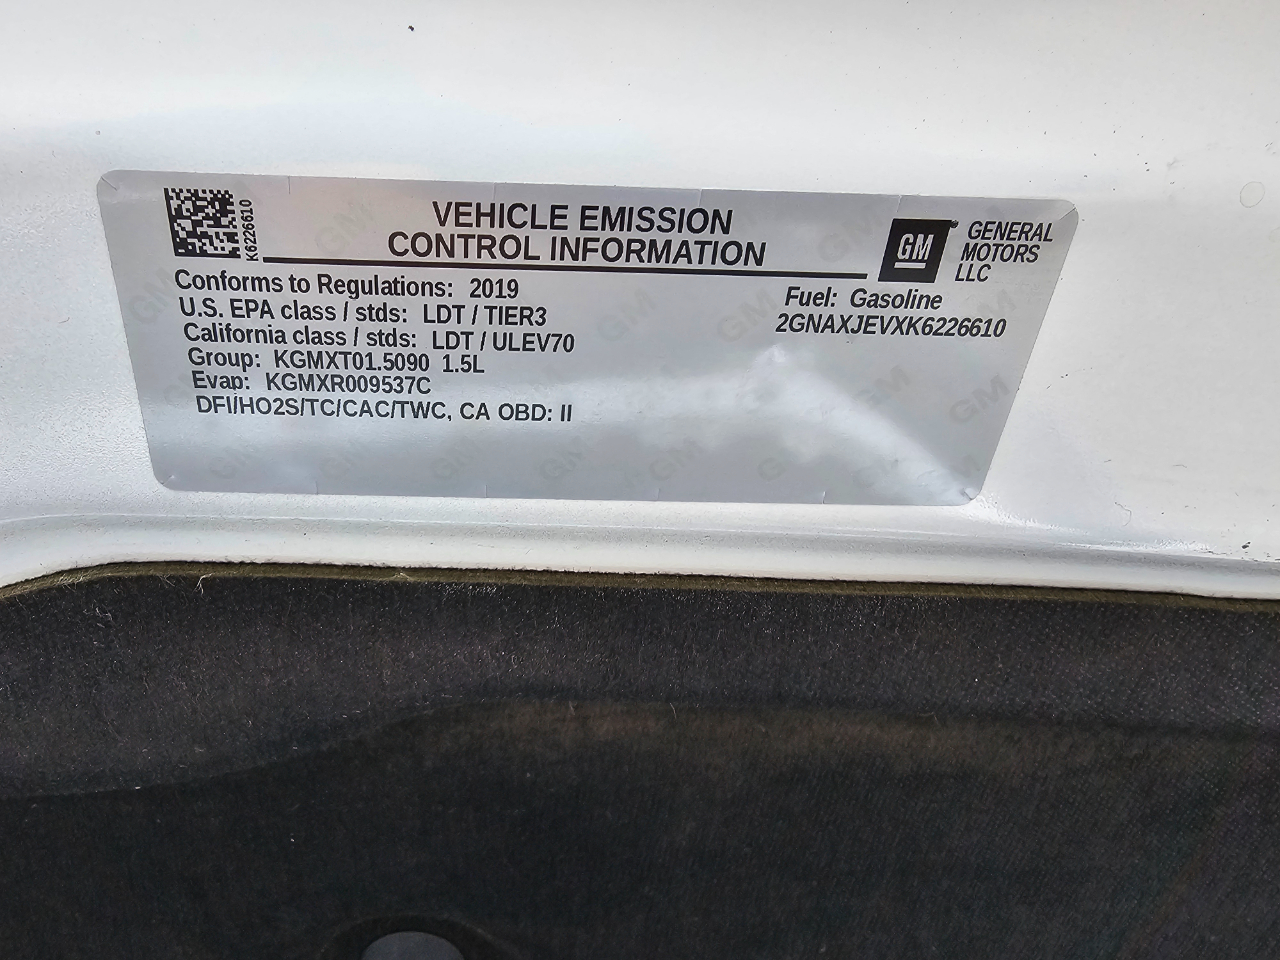 K6226610
VEHICLE EMISSION
CONTROL INFORMATION
GM
GENERAL
MOTORS
LLC
Conforms to Regulations: 2019
U.S. EPA class / stds: LDT / TIER3
California class / stds: LDT / ULEV70
Group: KGMXT01.5090 1.5L
Evap: KGMXR009537C
DFI/HO2S/TC/CAC/TWC, CA OBD: II
Fuel: Gasoline
2GNAXJEVXK6226610